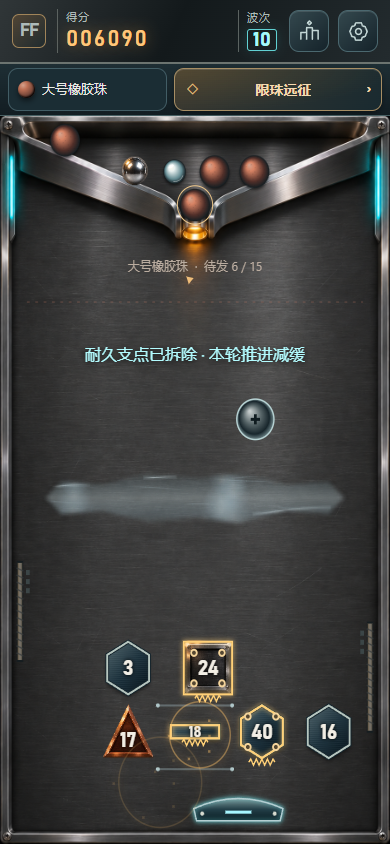 FF
得分
006090
波次
10
大号橡胶珠
限珠远征
大号橡胶珠 · 待发 6 / 15
耐久支点已拆除 · 本轮推进减缓
3
24
17
18
40
16